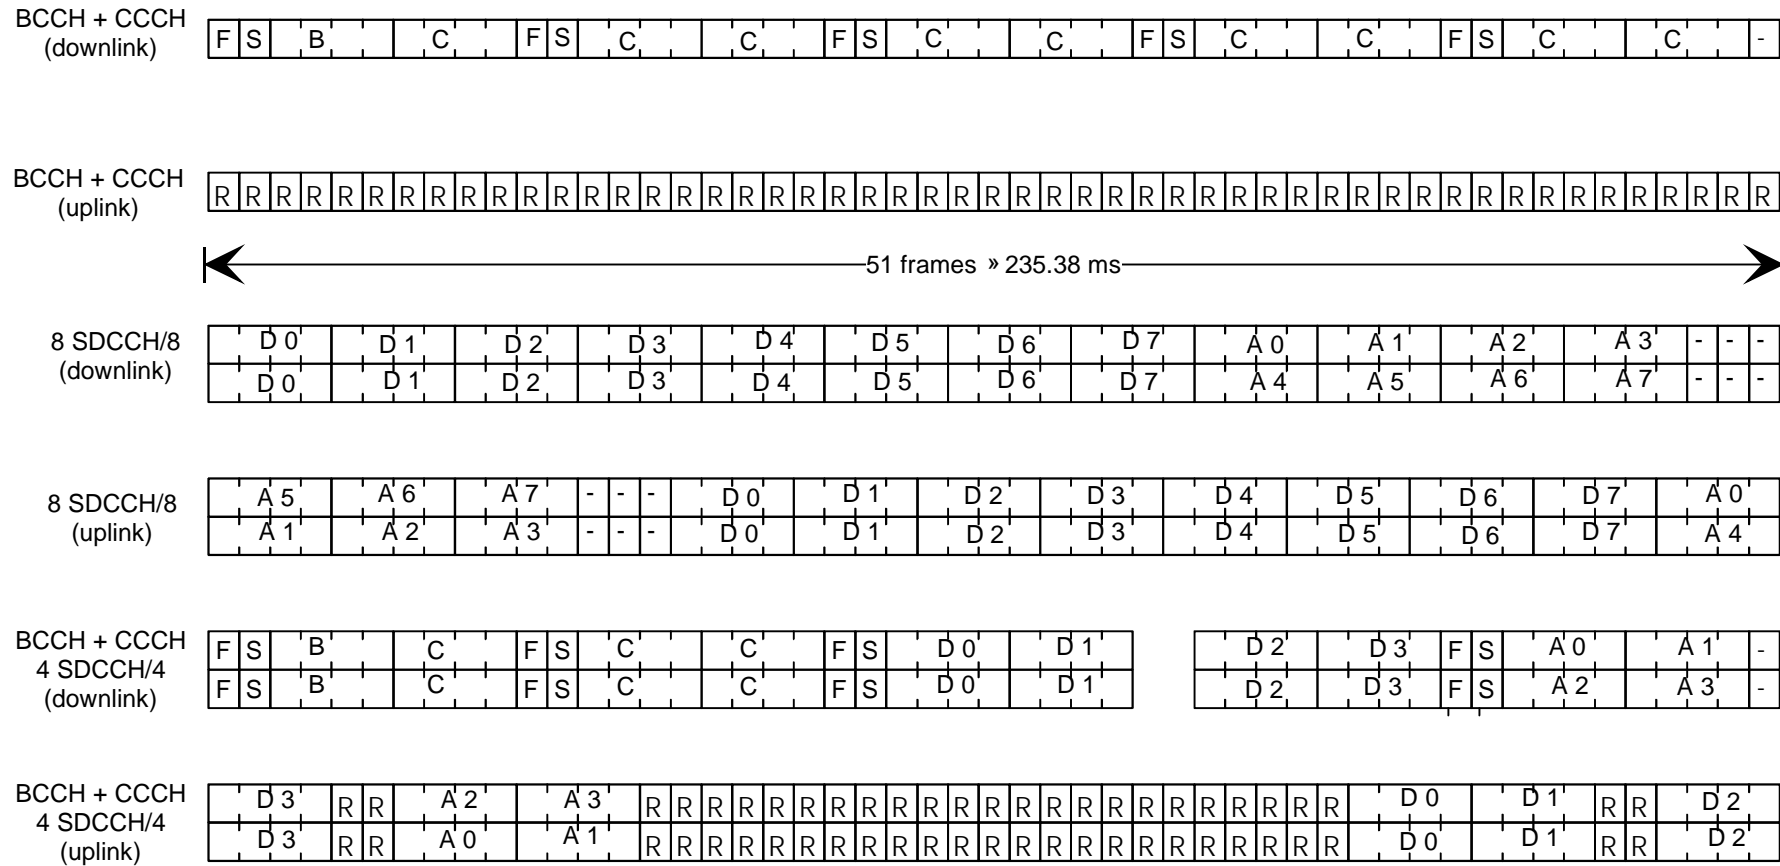 BCCH + CCCH
(downlink)
F S B C F S C C F S C C F S C C F S C C -
BCCH + CCCH
(uplink)
R R R R R R R R R R R R R R R R R R R R R R R R R R R R R R R R R R R R R R R R R R R R R R R R R R R
51 frames » 235.38 ms
8 SDCCH/8
(downlink)
D 0 D 1 D 2 D 3 D 4 D 5 D 6 D 7 A 0 A 1 A 2 A 3 - - -
D 0 D 1 D 2 D 3 D 4 D 5 D 6 D 7 A 4 A 5 A 6 A 7 - - -
8 SDCCH/8
(uplink)
A 5 A 6 A 7 - - - D 0 D 1 D 2 D 3 D 4 D 5 D 6 D 7 A 0
A 1 A 2 A 3 - - - D 0 D 1 D 2 D 3 D 4 D 5 D 6 D 7 A 4
BCCH + CCCH
4 SDCCH/4
(downlink)
F S B C F S C C F S D 0 D 1 D 2 D 3 F S A 0 A 1 -
F S B C F S C C F S D 0 D 1 D 2 D 3 F S A 2 A 3 -
BCCH + CCCH
4 SDCCH/4
(uplink)
D 3 R R A 2 A 3 R R R R R R R R R R R R R R R R R R R R R R R D 0 D 1 R R D 2
D 3 R R A 0 A 1 R R R R R R R R R R R R R R R R R R R R R R R D 0 D 1 R R D 2